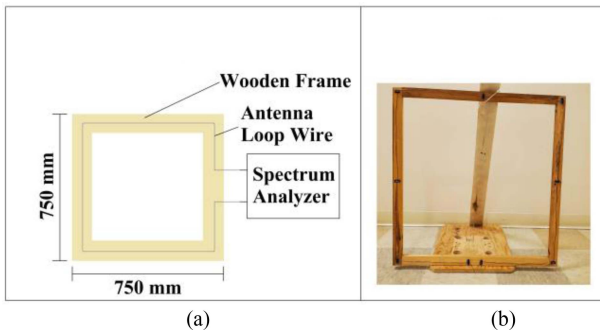 Wooden Frame
Antenna
Loop Wire
Spectrum
Analyzer
750 mm
750 mm
(a)
(b)